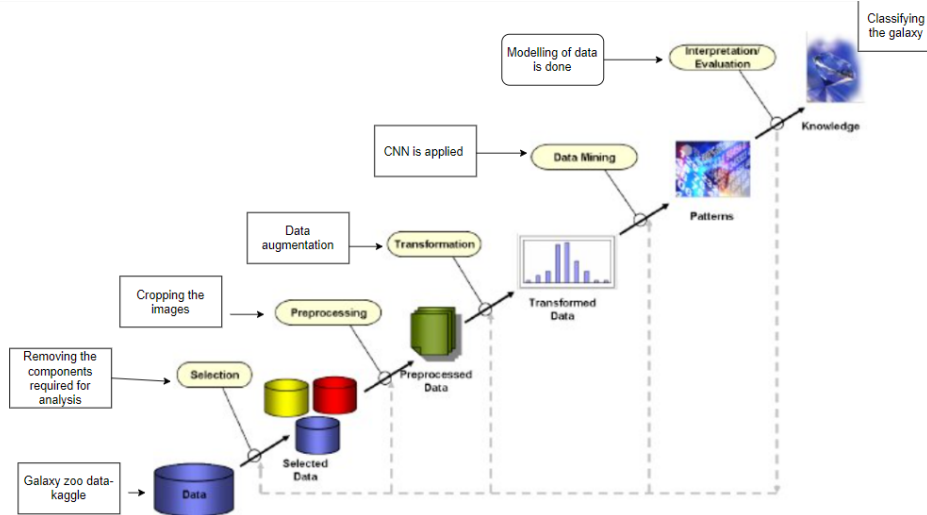 Classifying
the galaxy
Modelling of data
is done
Interpretation/
Evaluation
Knowledge
CNN is applied
Data Mining
Patterns
Data
augmentation
Transformation
Transformed
Data
Cropping the
images
Preprocessing
Preprocessed
Data
Removing the
components
required for
analysis
Selection
Selected
Data
Galaxy zoo data-
kaggle
Data